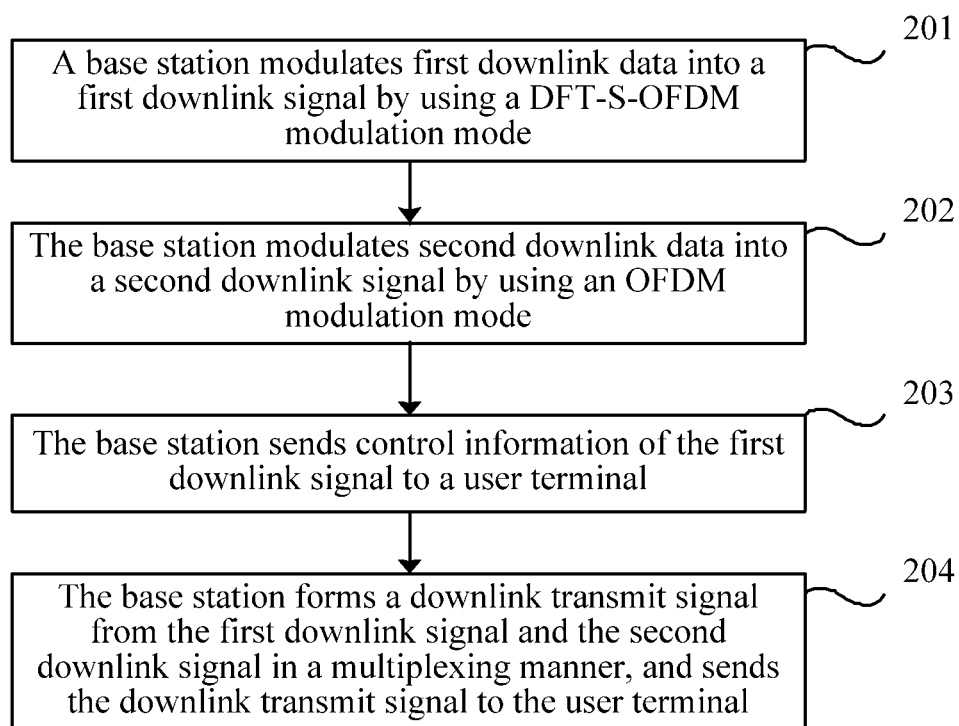 201
A base station modulates first downlink data into a
first downlink signal by using a DFT-S-OFDM
modulation mode
202
The base station modulates second downlink data into
a second downlink signal by using an OFDM
modulation mode
203
The base station sends control information of the first
downlink signal to a user terminal
204
The base station forms a downlink transmit signal
from the first downlink signal and the second
downlink signal in a multiplexing manner, and sends
the downlink transmit signal to the user terminal